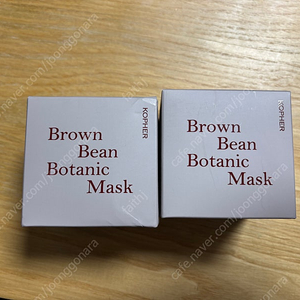 KOPHER
Brown
Bean
Botanic
Mask
KOPHER
Brown
Bean
Botanic
Mask
cafe.naver.com/joonggonara